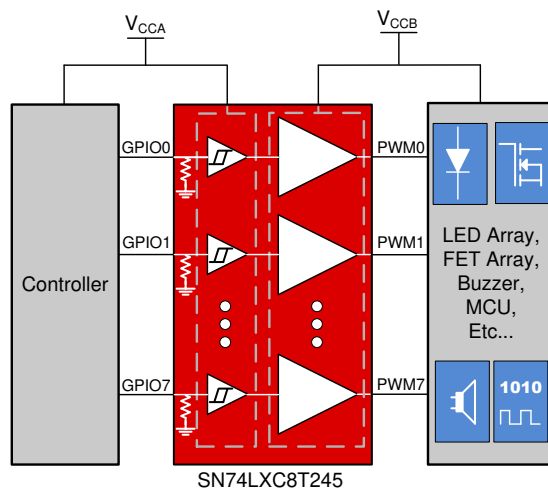 VCCA
VCCB
GPIO0
PWM0
GPIO1
PWM1
Controller
LED Array,
FET Array,
Buzzer,
MCU,
Etc...
GPIO7
PWM7
1010
SN74LXC8T245